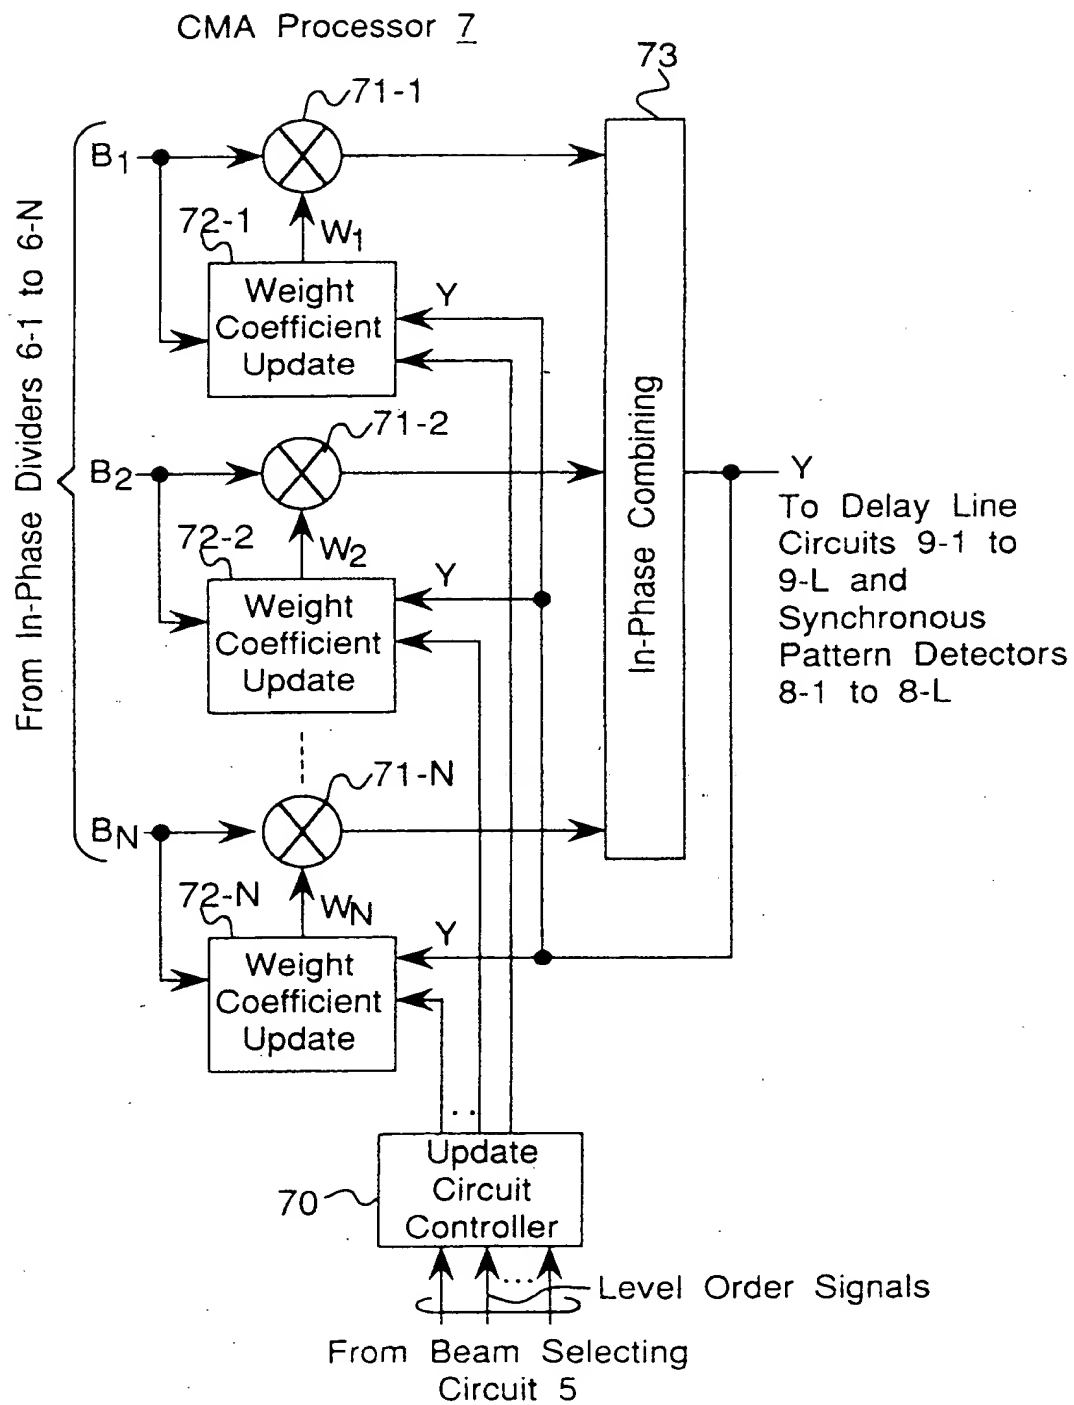 CMA Processor 7
73
71-1
B1
72-1
W1
Weight
Coefficient
Update
Y
From In-Phase Dividers 6-1 to 6-N
71-2
B2
72-2
W2
Weight
Coefficient
Update
Y
In-Phase Combining
Y
To Delay Line
Circuits 9-1 to
9-L and
Synchronous
Pattern Detectors
8-1 to 8-L
71-N
BN
72-N
WN
Weight
Coefficient
Update
Y
70
Update
Circuit
Controller
Level Order Signals
From Beam Selecting
Circuit 5